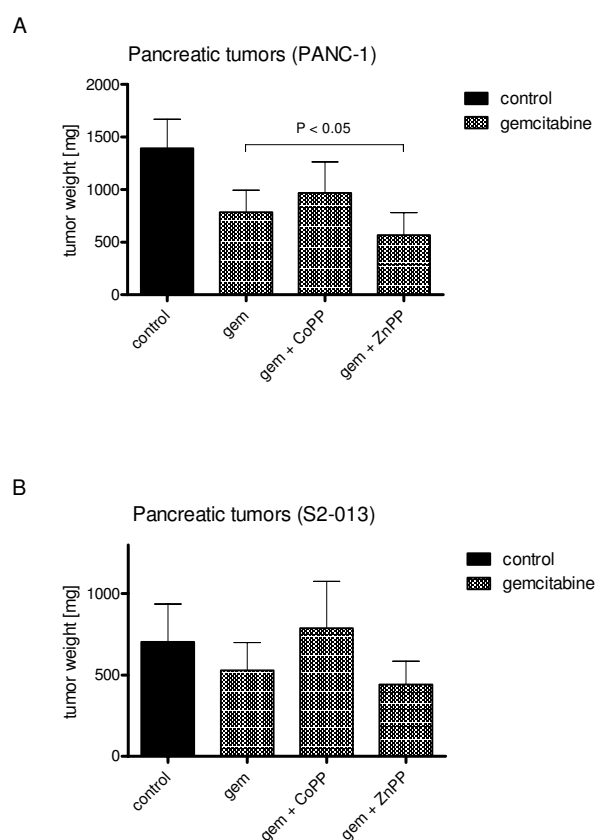 A
Pancreatic tumors (PANC-1)
2000
1500
1000
500
0
tumor weight [mg]
P < 0.05
control
gemcitabine
control
gem
gem + CoPP
gem + ZnPP
B
Pancreatic tumors (S2-013)
1000
500
0
tumor weight [mg]
control
gemcitabine
control
gem
gem + CoPP
gem + ZnPP